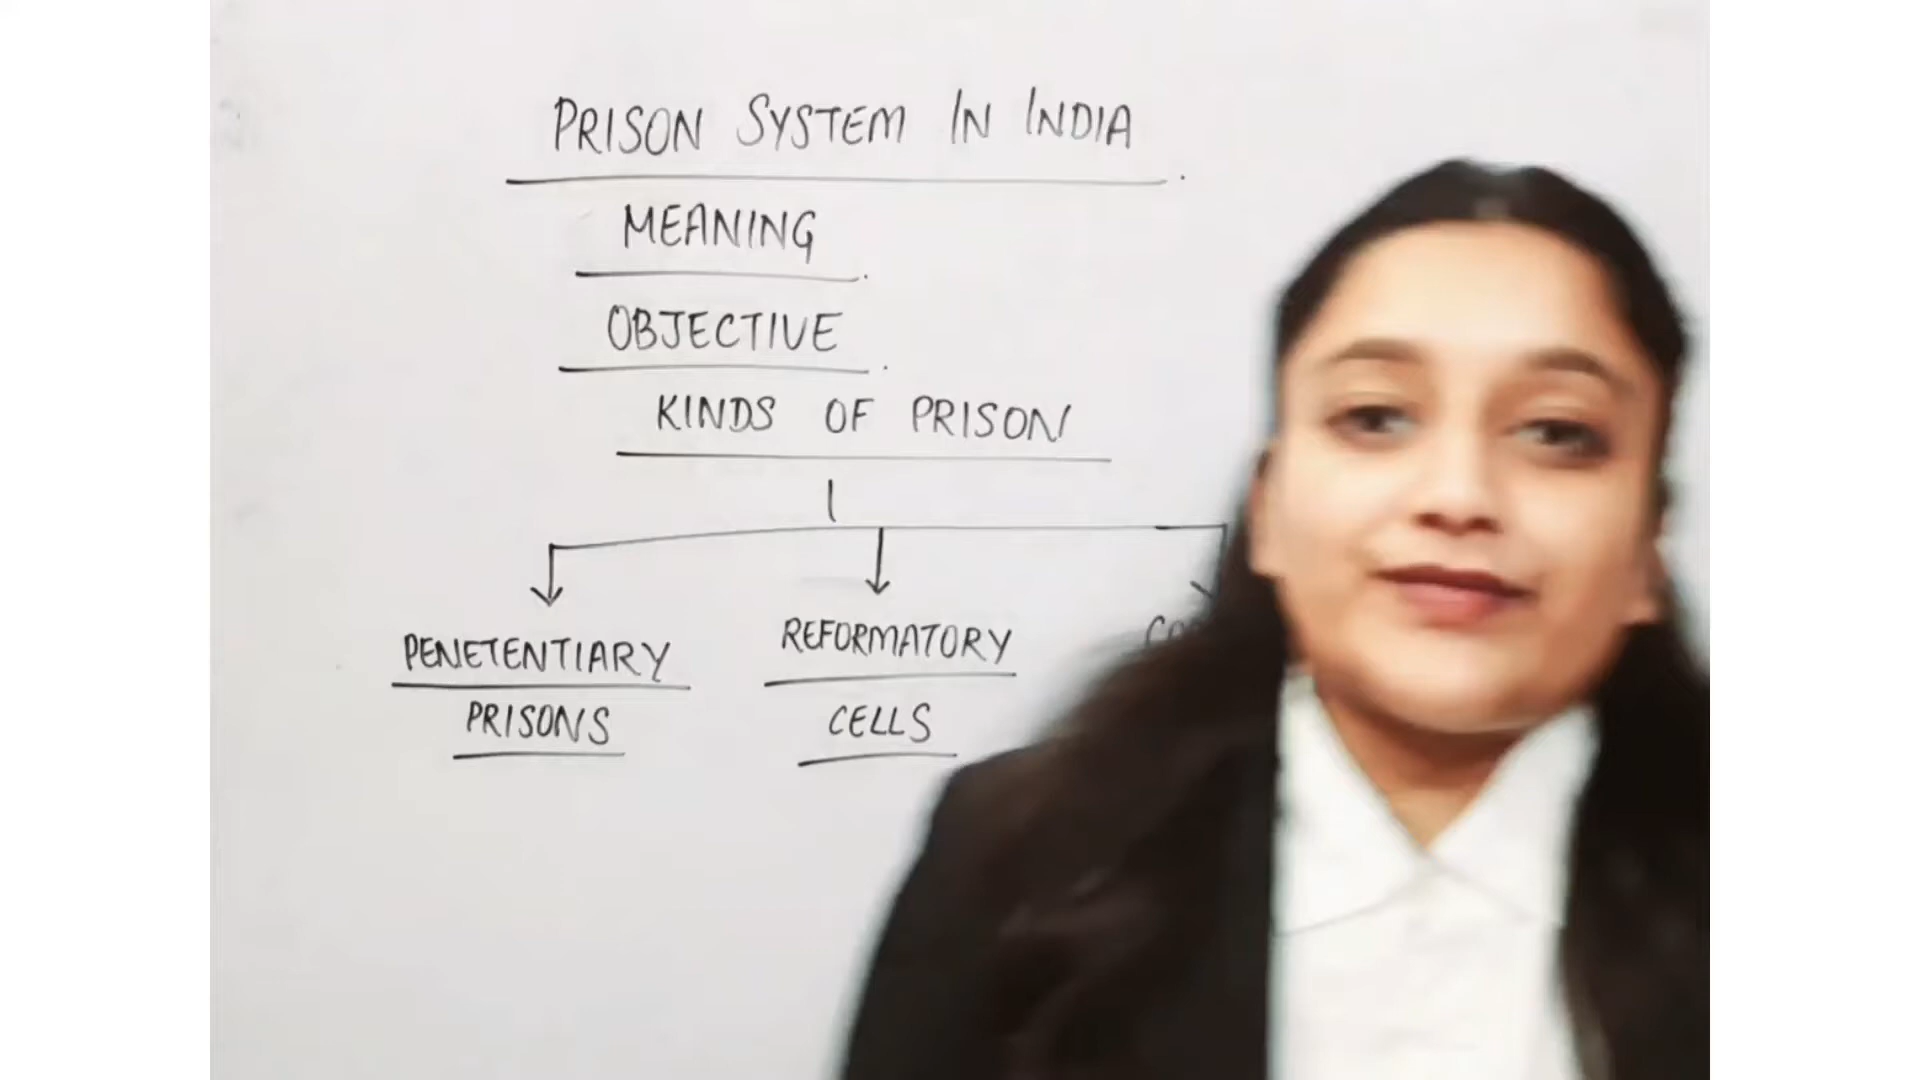 PRISON SYSTEM IN INDIA
MEANING
OBJECTIVE
KINDS OF PRISON
PENETENTIARY
PRISONS
REFORMATORY
CELLS